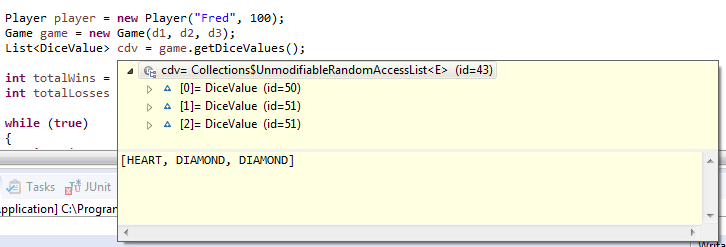 Player player = new Player("Fred", 100);
Game game = new Game(d1, d2, d3);
List<DiceValue> cdv = game.getDiceValues();
cdv= Collections$UnmodifiableRandomAccessList<E> (id=43)
int totalWins =
[0]= DiceValue (id=50)
int totalLosses
[1]= DiceValue (id=51)
[2]= DiceValue (id=51)
while (true)
{
[HEART, DIAMOND, DIAMOND]
Tasks JUnit
pplication] C:\Program